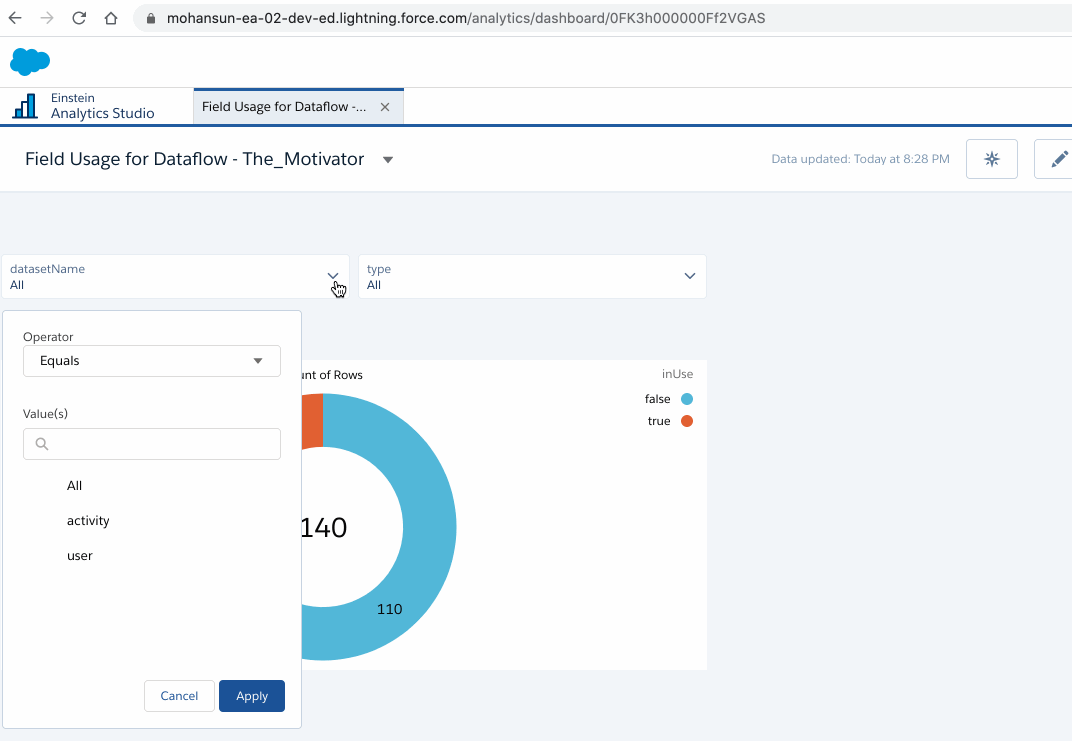 mohansun-ea-02-dev-ed.lightning.force.com/analytics/dashboard/0FK3h000000Ff2VGAS
Einstein
Analytics Studio
Field Usage for Dataflow -...
Field Usage for Dataflow - The_Motivator
Data updated: Today at 8:28 PM
datasetName
All
type
All
Operator
Equals
Value(s)
All
activity
user
Cancel
Apply
of Rows
inUse
false
true
140
110